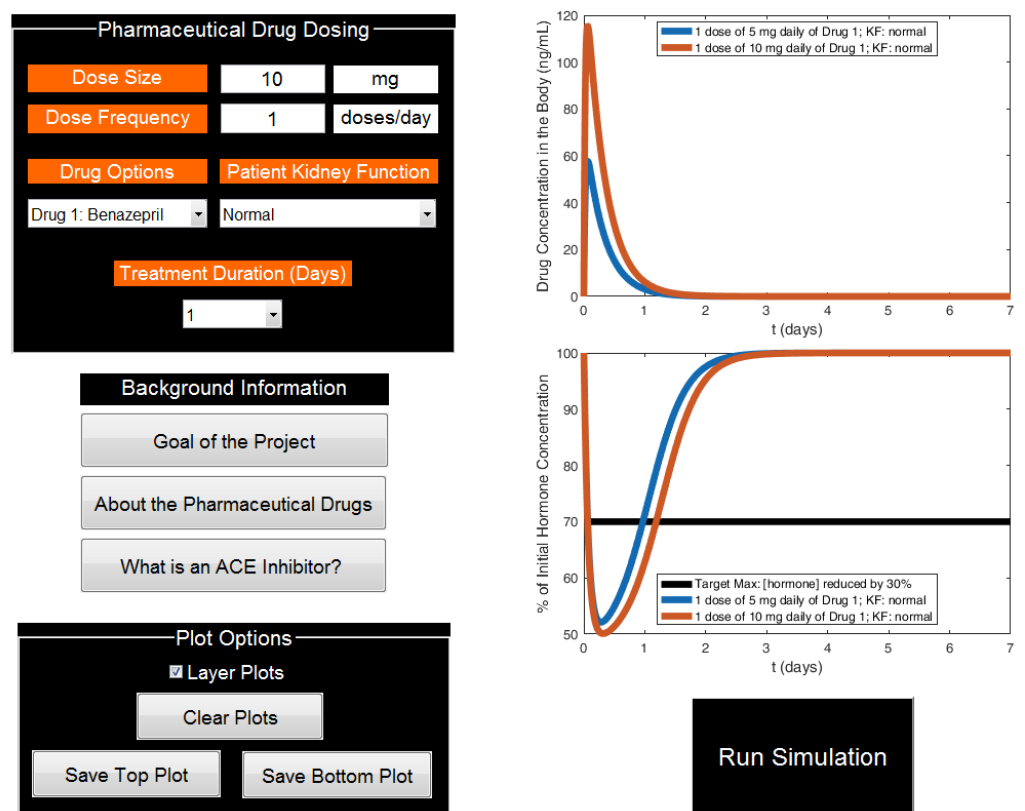 Pharmaceutical Drug Dosing
Dose Size 10 mg
Dose Frequency 1 doses/day
Drug Options Patient Kidney Function
Drug 1: Benazepril Normal
Treatment Duration (Days)
1
Background Information
Goal of the Project
About the Pharmaceutical Drugs
What is an ACE Inhibitor?
Plot Options
Layer Plots
Clear Plots
Save Top Plot Save Bottom Plot
Drug Concentration in the Body (ng/mL)
120
100
80
60
40
20
0
1 dose of 5 mg daily of Drug 1; KF: normal
1 dose of 10 mg daily of Drug 1; KF: normal
0 1 2 3 4 5 6 7
t (days)
% of Initial Hormone Concentration
100
90
80
70
60
50
Target Max: [hormone] reduced by 30%
1 dose of 5 mg daily of Drug 1; KF: normal
1 dose of 10 mg daily of Drug 1; KF: normal
0 1 2 3 4 5 6 7
t (days)
Run Simulation